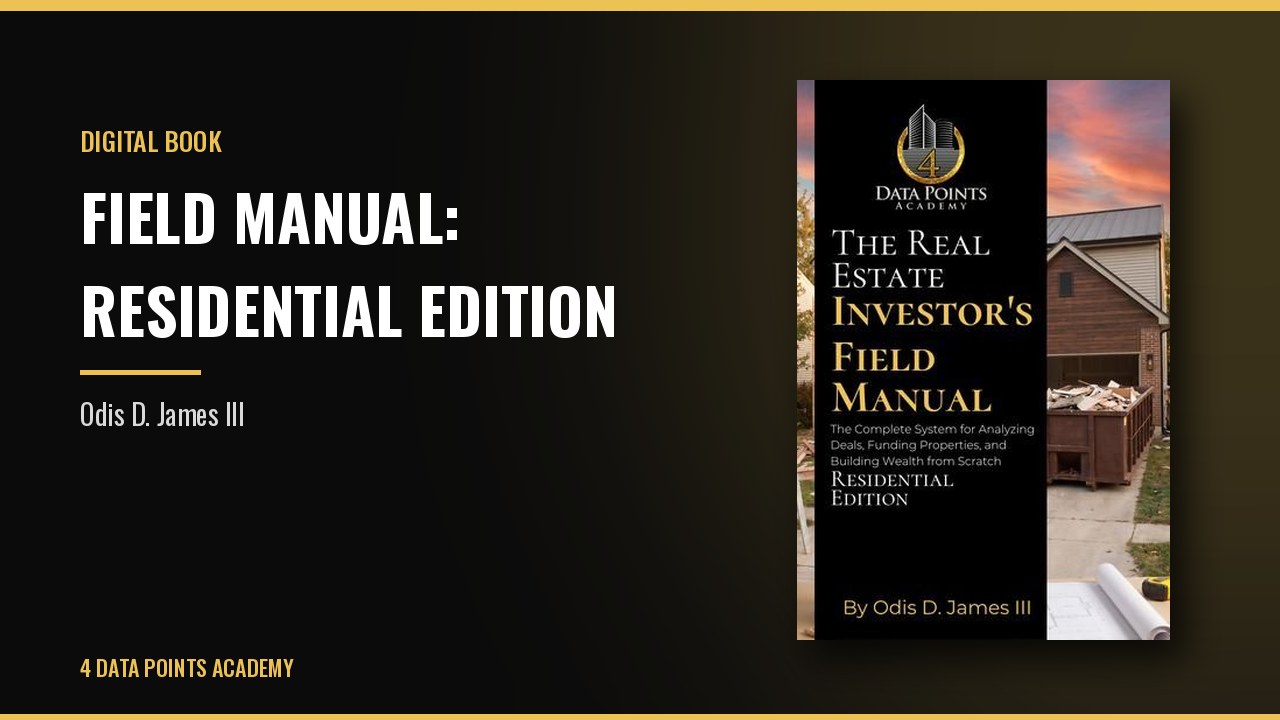 DIGITAL BOOK
FIELD MANUAL:
RESIDENTIAL EDITION
Odis D. James III
4 DATA POINTS ACADEMY
4
DATA POINTS
ACADEMY
THE REAL
ESTATE
INVESTOR'S
FIELD
MANUAL
The Complete System for Analyzing
Deals, Funding Properties, and
Building Wealth from Scratch
RESIDENTIAL
EDITION
By Odis D. James III